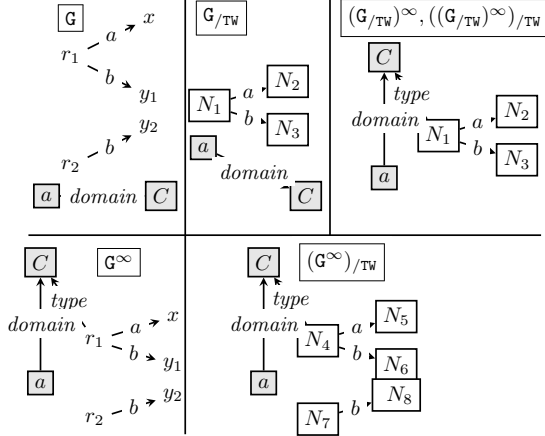 G
r₁ a x
b y₁
r₂ b y₂
a domain C
G/TW
N₁ a N₂
b N₃
a domain C
(G/TW)^∞, ((G/TW)^∞)/TW
C
type
domain
N₁ a N₂
b N₃
a
G^∞
C
type
domain
r₁ a x
b y₁
a
r₂ b y₂
(G^∞)/TW
C
type
domain
N₄ a N₅
b N₆
a
N₇ b N₈